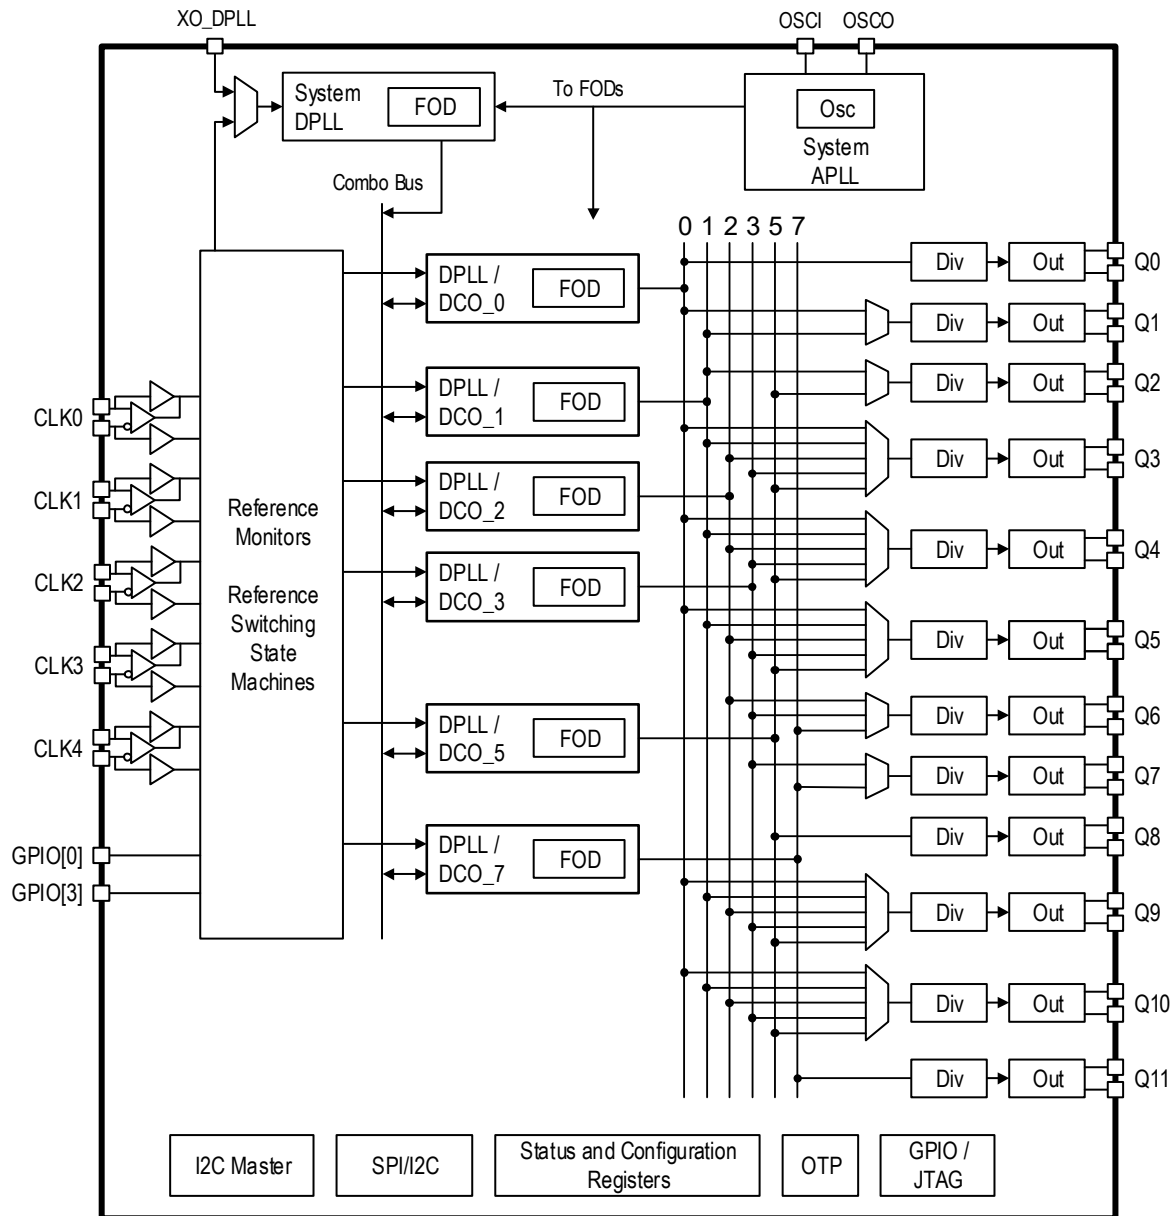 XO_DPLL
OSCI OSCO
System
DPLL
FOD
To FODs
Osc
System
APLL
Combo Bus
0 1 2 3 5 7
DPLL /
DCO_0
FOD
Div
Out
Q0
Div
Out
Q1
DPLL /
DCO_1
FOD
Div
Out
Q2
CLK0
Div
Out
Q3
DPLL /
DCO_2
FOD
CLK1
Reference
Monitors
Div
Out
Q4
DPLL /
DCO_3
FOD
CLK2
Reference
Switching
State
Machines
Div
Out
Q5
CLK3
Div
Out
Q6
DPLL /
DCO_5
FOD
CLK4
Div
Out
Q7
Div
Out
Q8
DPLL /
DCO_7
FOD
GPIO[0]
GPIO[3]
Div
Out
Q9
Div
Out
Q10
Div
Out
Q11
I2C Master
SPI/I2C
Status and Configuration
Registers
OTP
GPIO /
JTAG